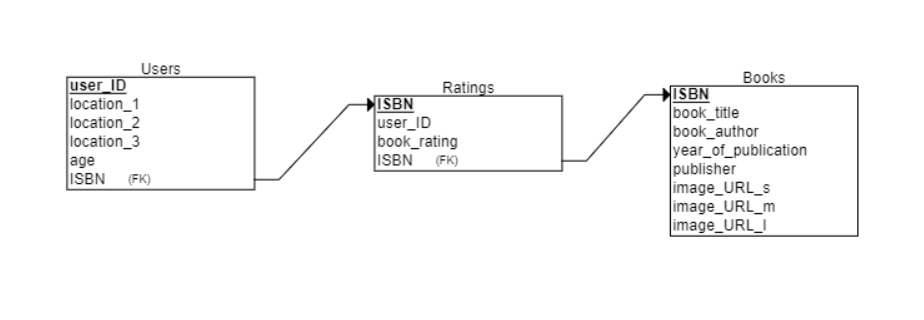 Users
user_ID
location_1
location_2
location_3
age
ISBN (FK)
Ratings
ISBN
user_ID
book_rating
ISBN (FK)
Books
ISBN
book_title
book_author
year_of_publication
publisher
image_URL_s
image_URL_m
image_URL_l